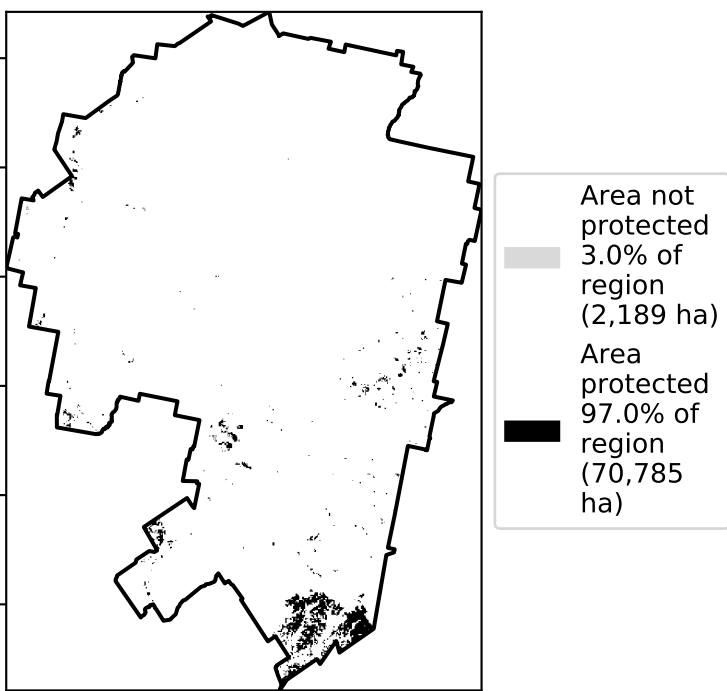 Area not
protected
3.0% of
region
(2,189 ha)
Area
protected
97.0% of
region
(70,785
ha)